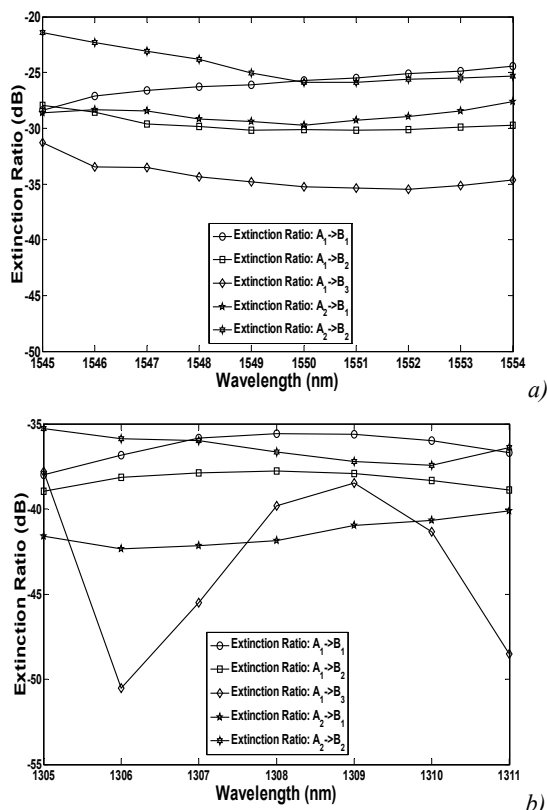 -20
-25
-30
-35
-40
-45
-50
Extinction Ratio (dB)
Extinction Ratio: A1->B1
Extinction Ratio: A1->B2
Extinction Ratio: A1->B3
Extinction Ratio: A2->B1
Extinction Ratio: A2->B2
1545 1546 1547 1548 1549 1550 1551 1552 1553 1554
Wavelength (nm)
a)
-35
-40
-45
-50
-55
Extinction Ratio (dB)
Extinction Ratio: A1->B1
Extinction Ratio: A1->B2
Extinction Ratio: A1->B3
Extinction Ratio: A2->B1
Extinction Ratio: A2->B2
1305 1306 1307 1308 1309 1310 1311
Wavelength (nm)
b)